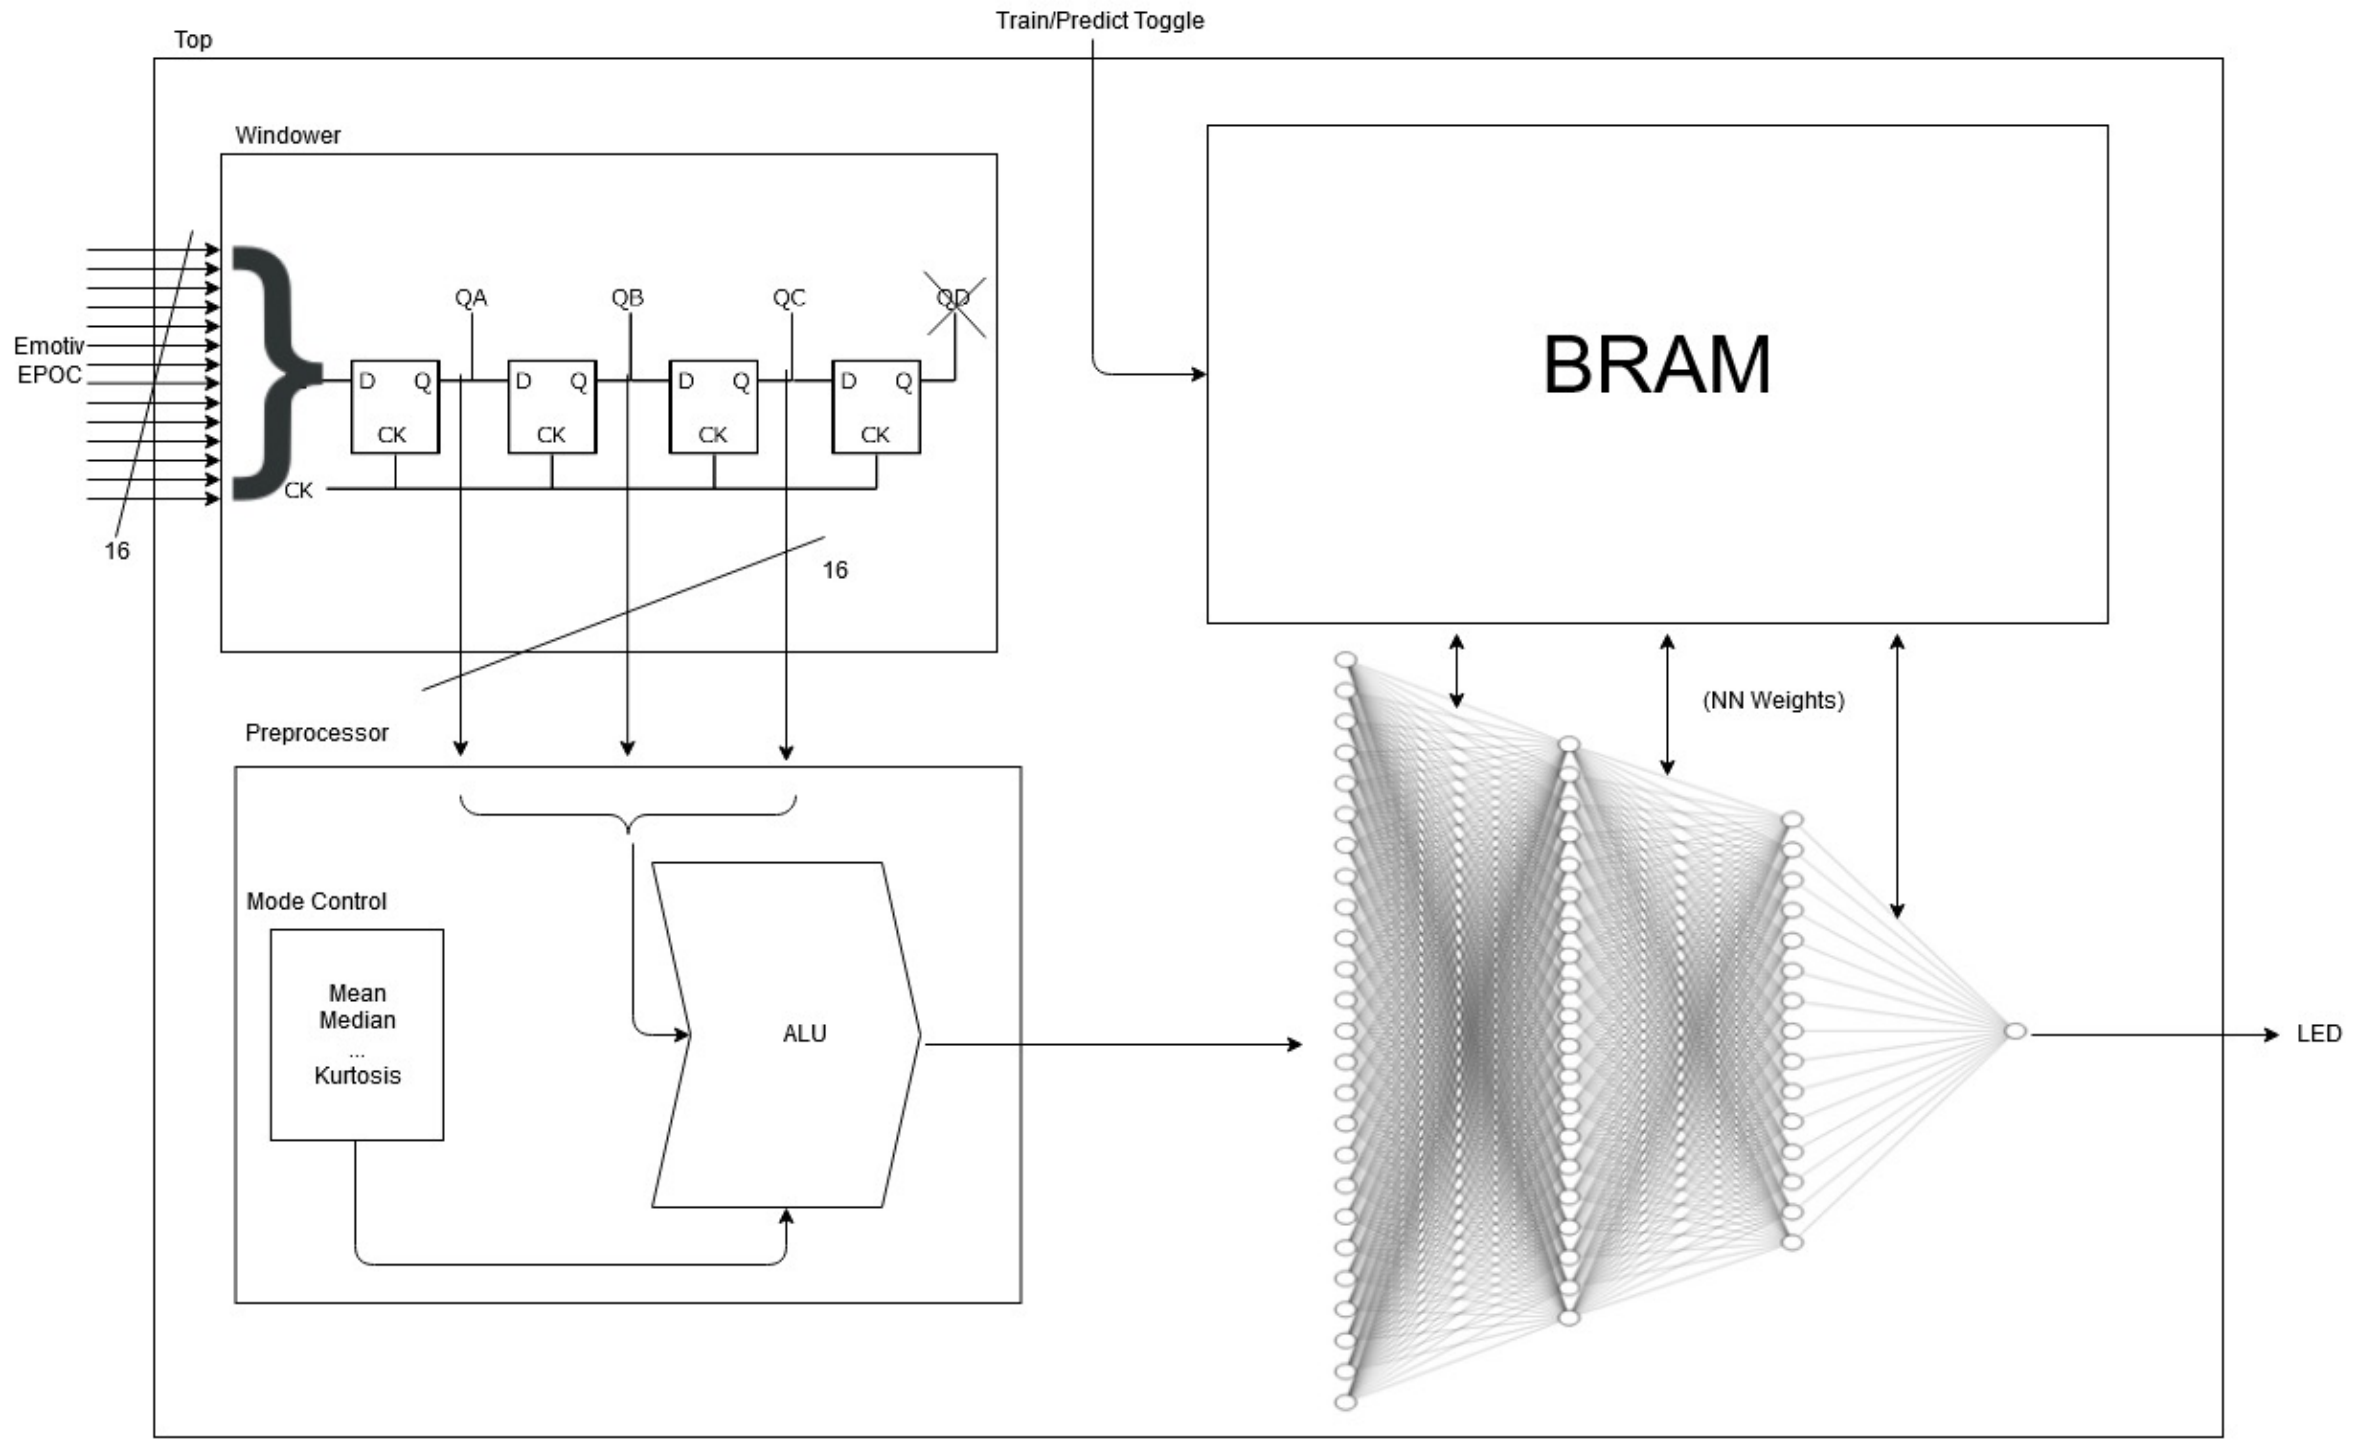 Train/Predict Toggle
Top
Windower
Emotiv
EPOC
QA
QB
QC
QD
D
Q
CK
D
Q
CK
D
Q
CK
D
Q
CK
CK
16
16
BRAM
(NN Weights)
Preprocessor
Mode Control
Mean
Median
...
Kurtosis
ALU
LED